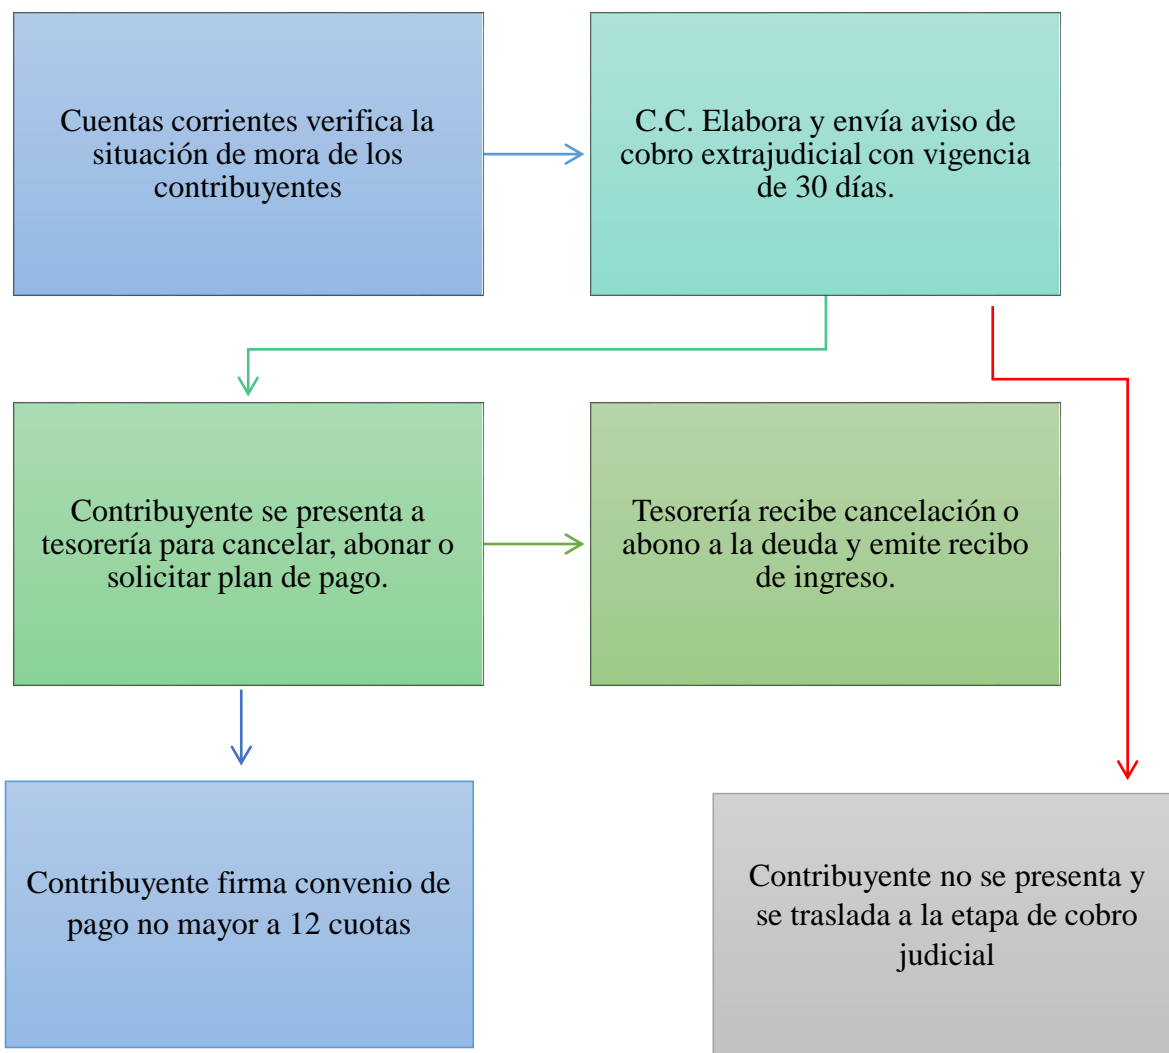 Cuentas corrientes verifica la
situación de mora de los
contribuyentes
C.C. Elabora y envía aviso de
cobro extrajudicial con vigencia
de 30 días.
Contribuyente se presenta a
tesorería para cancelar, abonar o
solicitar plan de pago.
Tesorería recibe cancelación o
abono a la deuda y emite recibo
de ingreso.
Contribuyente firma convenio de
pago no mayor a 12 cuotas
Contribuyente no se presenta y
se traslada a la etapa de cobro
judicial